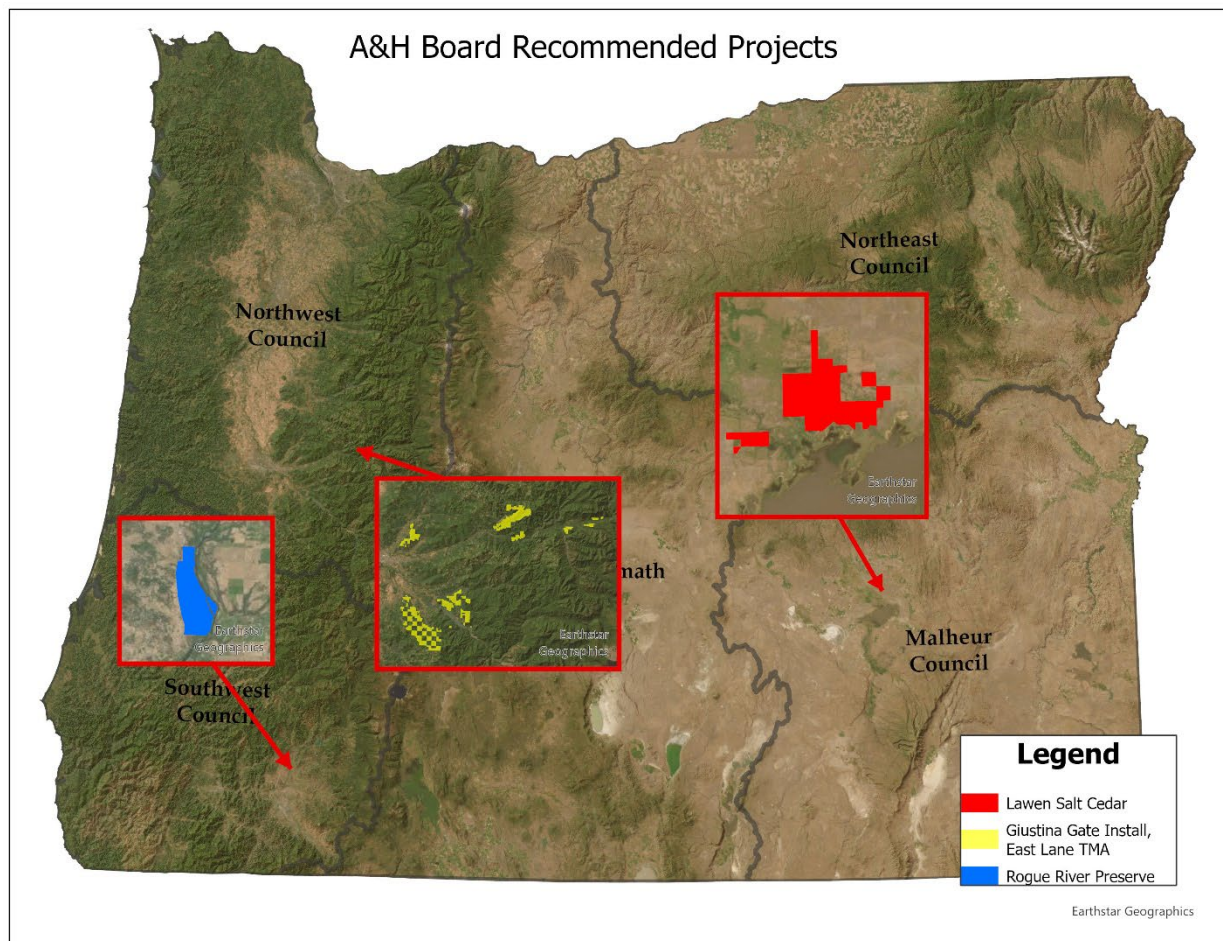 A&H Board Recommended Projects
Northeast
Council
Northwest
Council
Earthstar
Geographics
math
Earthstar
Geographics
Earthstar
Geographics
Malheur
Council
Southwest
Council
Legend
Lawen Salt Cedar
Giustina Gate Install,
East Lane TMA
Rogue River Preserve
Earthstar Geographics